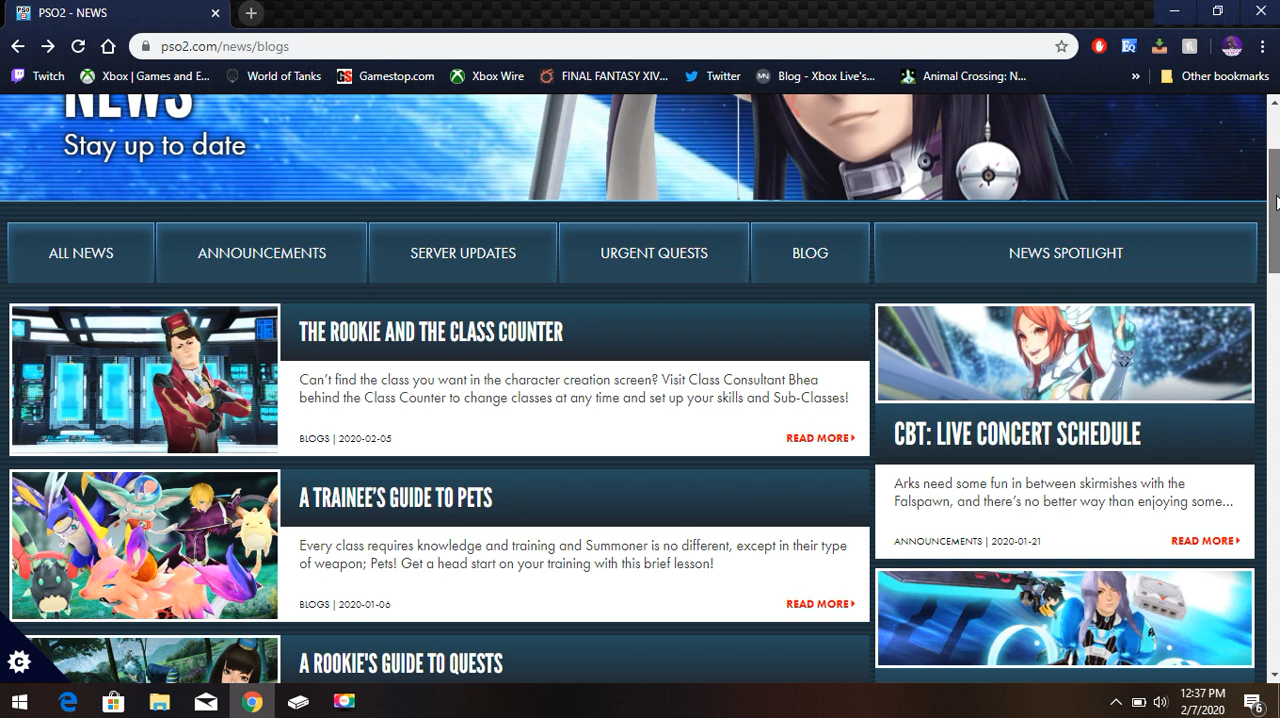 PSO2 - NEWS
pso2.com/news/blogs
Twitch
Xbox | Games and E...
World of Tanks
Gamestop.com
Xbox Wire
FINAL FANTASY XIV...
Twitter
Blog - Xbox Live's...
Animal Crossing: N...
»
Other bookmarks
NEWS
Stay up to date
ALL NEWS
ANNOUNCEMENTS
SERVER UPDATES
URGENT QUESTS
BLOG
NEWS SPOTLIGHT
THE ROOKIE AND THE CLASS COUNTER
Can't find the class you want in the character creation screen? Visit Class Consultant Bhea
behind the Class Counter to change classes at any time and set up your skills and Sub-Classes!
BLOGS | 2020-02-05
READ MORE
A TRAINEE'S GUIDE TO PETS
Every class requires knowledge and training and Summoner is no different, except in their type
of weapon; Pets! Get a head start on your training with this brief lesson!
BLOGS | 2020-01-06
READ MORE
A ROOKIE'S GUIDE TO QUESTS
CBT: LIVE CONCERT SCHEDULE
Arks need some fun in between skirmishes with the
Falspawn, and there's no better way than enjoying some...
ANNOUNCEMENTS | 2020-01-21
READ MORE
12:37 PM
2/7/2020
6